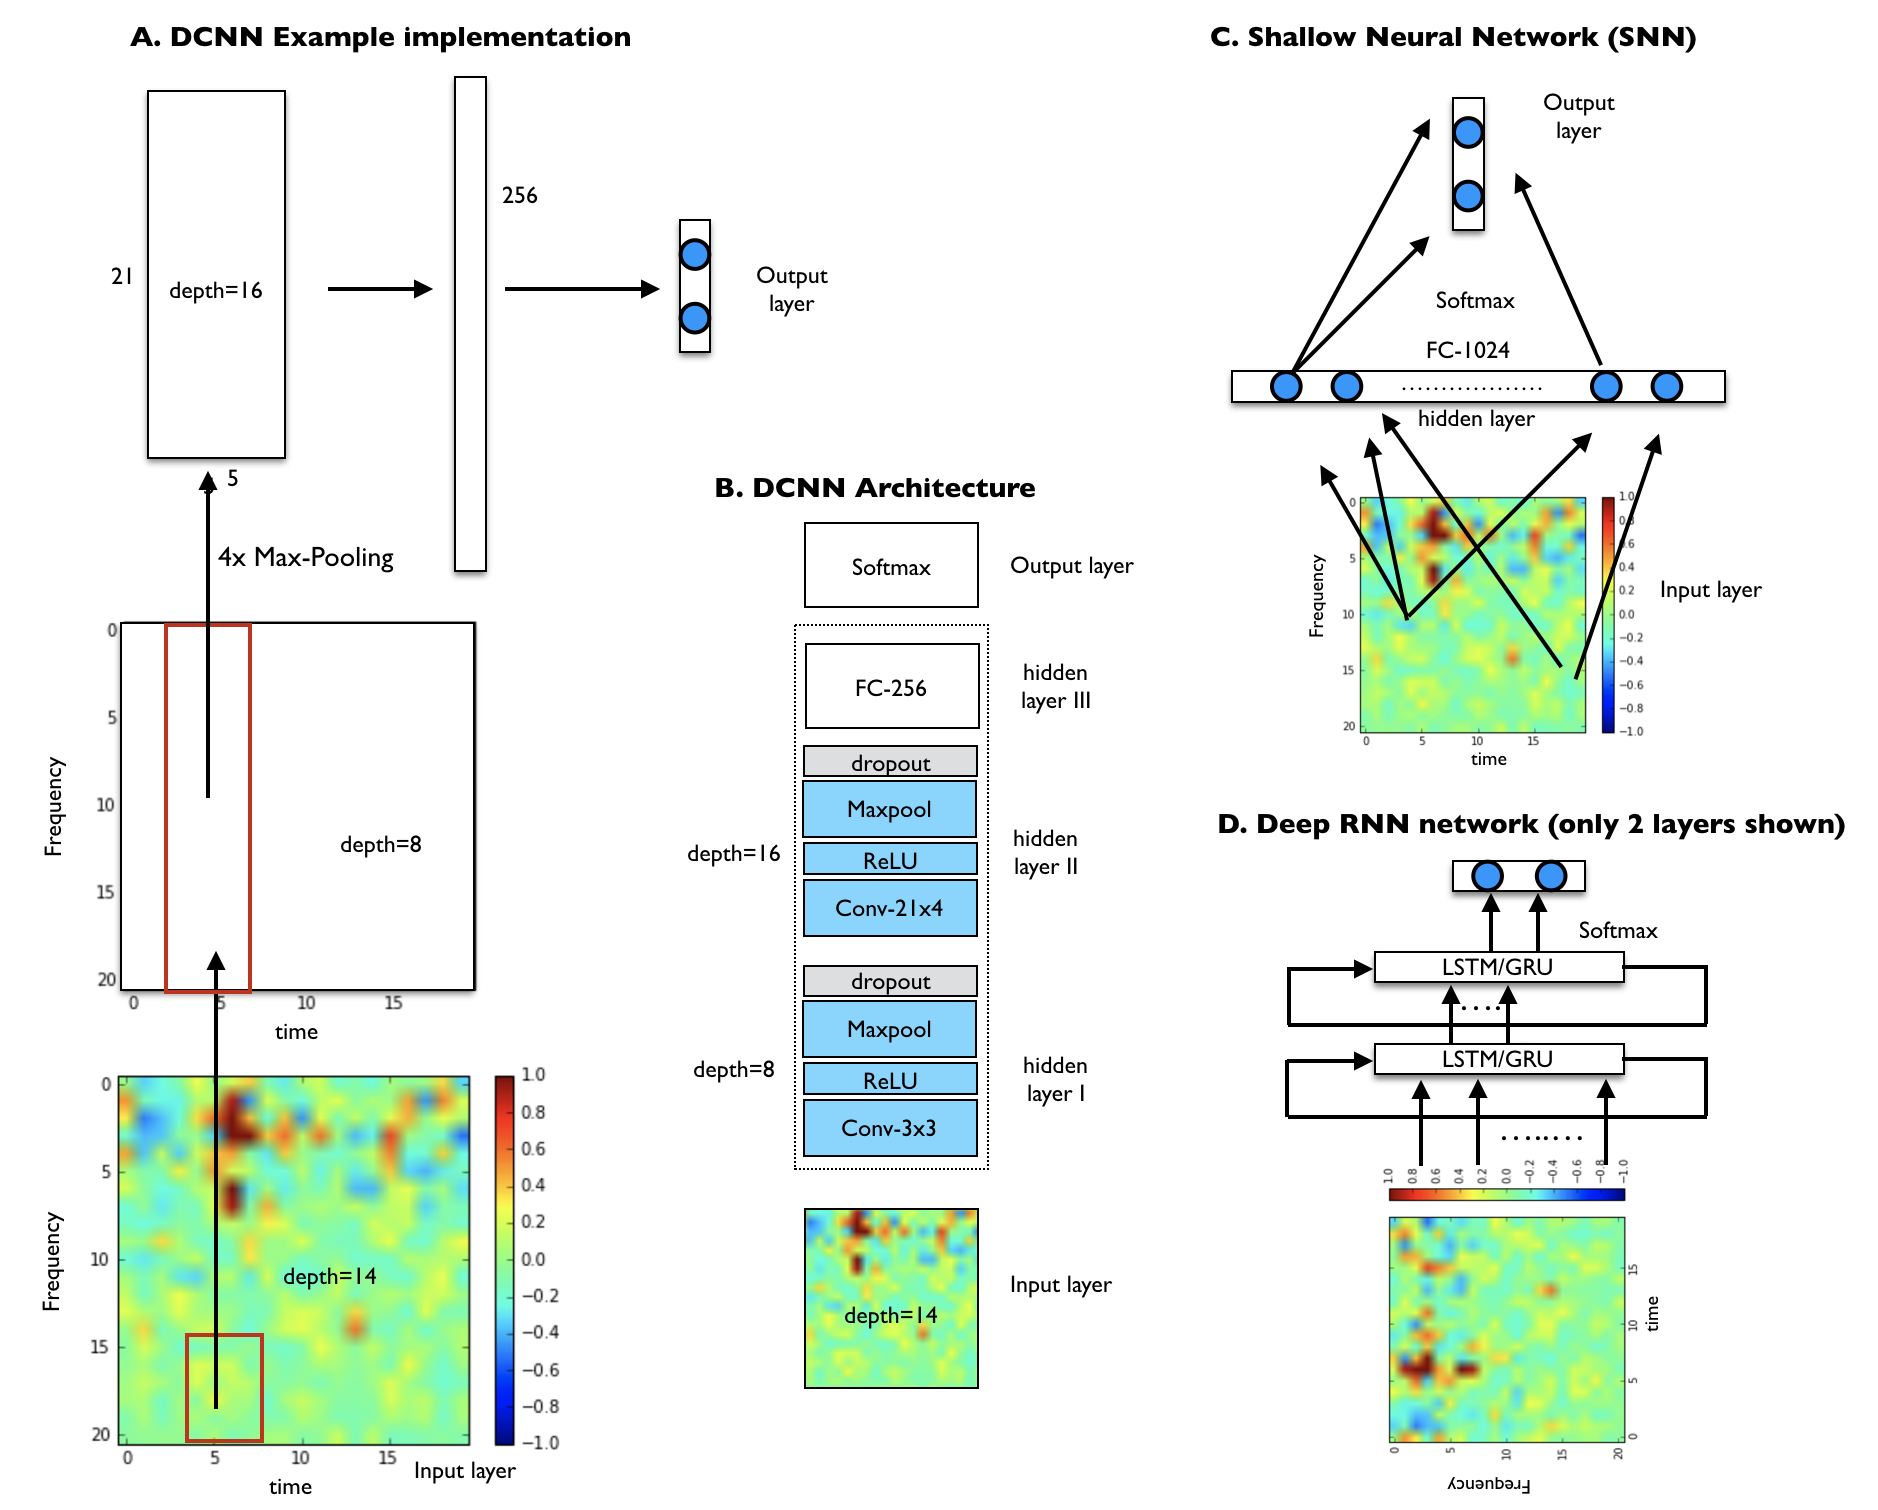 A. DCNN Example implementation
21
depth=16
5
256
Output
layer
4x Max-Pooling
0
5
10
15
20
Frequency
depth=8
0
5
10
15
time
0
5
10
15
20
Frequency
depth=14
0
5
10
15
time
Input layer
1.0
0.8
0.6
0.4
0.2
0.0
−0.2
−0.4
−0.6
−0.8
−1.0
B. DCNN Architecture
Softmax
Output layer
FC-256
hidden
layer III
dropout
Maxpool
ReLU
Conv-21x4
depth=16
hidden
layer II
dropout
Maxpool
ReLU
Conv-3x3
depth=8
hidden
layer I
depth=14
Input layer
C. Shallow Neural Network (SNN)
Output
layer
Softmax
FC-1024
hidden layer
0
5
10
15
20
Frequency
0
5
10
15
time
1.0
0.8
0.6
0.4
0.2
0.0
−0.2
−0.4
−0.6
−0.8
−1.0
Input layer
D. Deep RNN network (only 2 layers shown)
Softmax
LSTM/GRU
LSTM/GRU
1.0
0.8
0.6
0.4
0.2
0.0
−0.2
−0.4
−0.6
−0.8
−1.0
15
10
5
0
time
0
5
10
15
20
Frequency